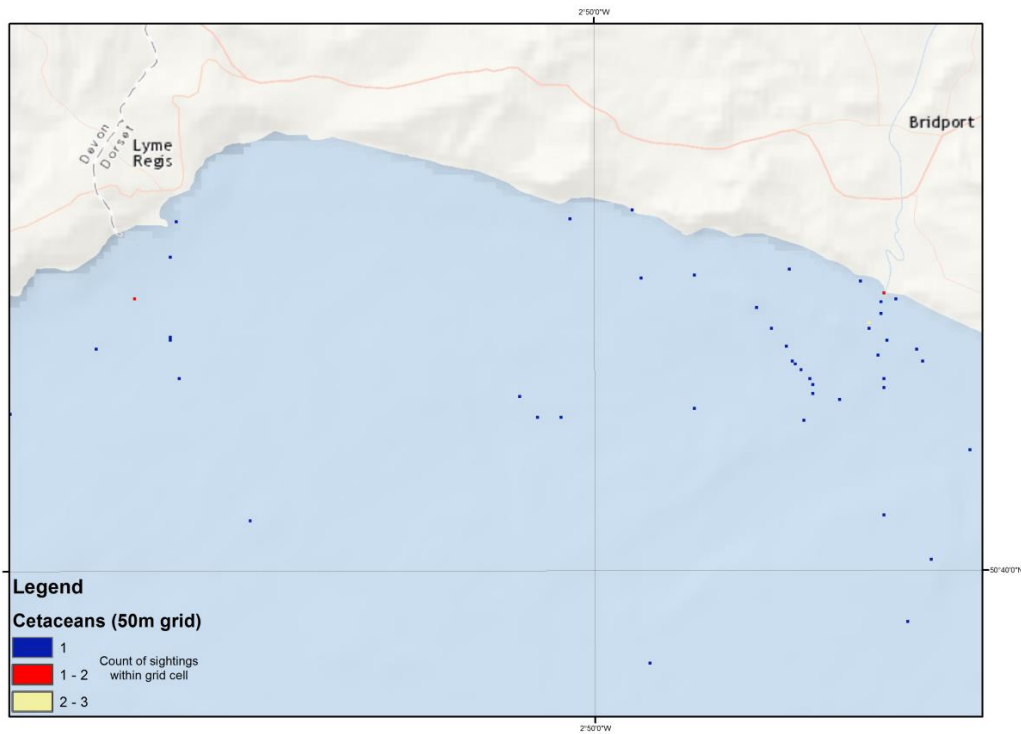 2°50'0"W
Bridport
Devon
Dorset
Lyme
Regis
50°40'0"N
Legend
Cetaceans (50m grid)
1
1 - 2
2 - 3
Count of sightings
within grid cell
2°50'0"W